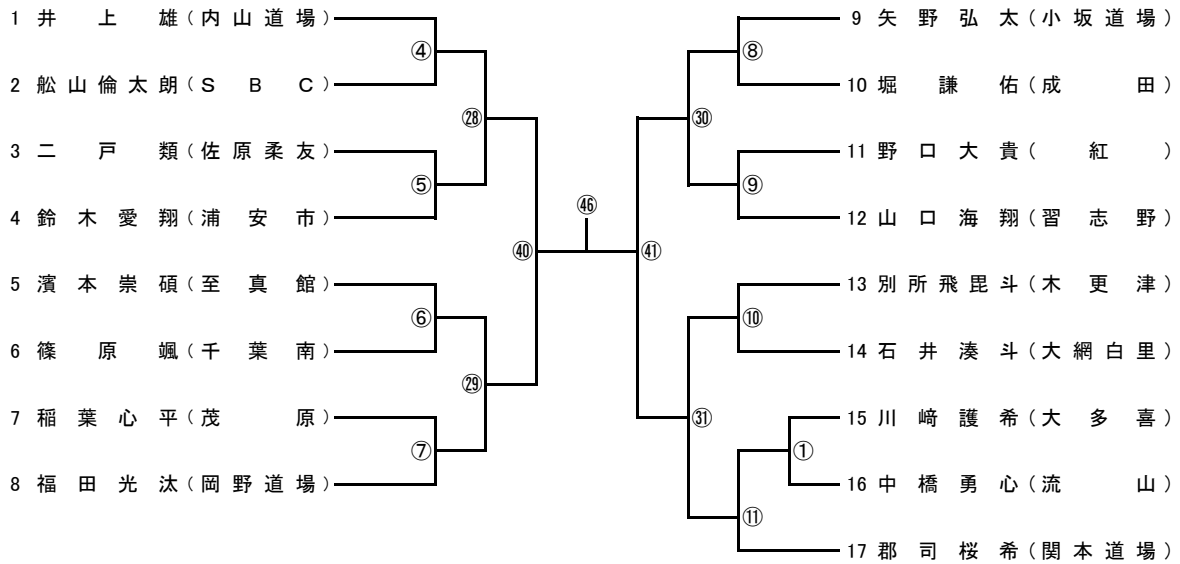 1 井上雄(内山道場)
④
2 舩山倫太朗(SBC)
㉘
3 二戸類(佐原柔友)
⑤
4 鈴木愛翔(浦安市)
㊵
5 濱本崇碩(至真館)
⑥
6 篠原颯(千葉南)
㉙
7 稲葉心平(茂原)
⑦
8 福田光汰(岡野道場)
㊻
9 矢野弘太(小坂道場)
⑧
10 堀謙佑(成田)
㉚
11 野口大貴(紅)
⑨
12 山口海翔(習志野)
㊶
13 別所飛毘斗(木更津)
⑩
14 石井湊斗(大網白里)
㉛
15 川﨑護希(大多喜)
①
16 中橋勇心(流山)
⑪
17 郡司桜希(関本道場)